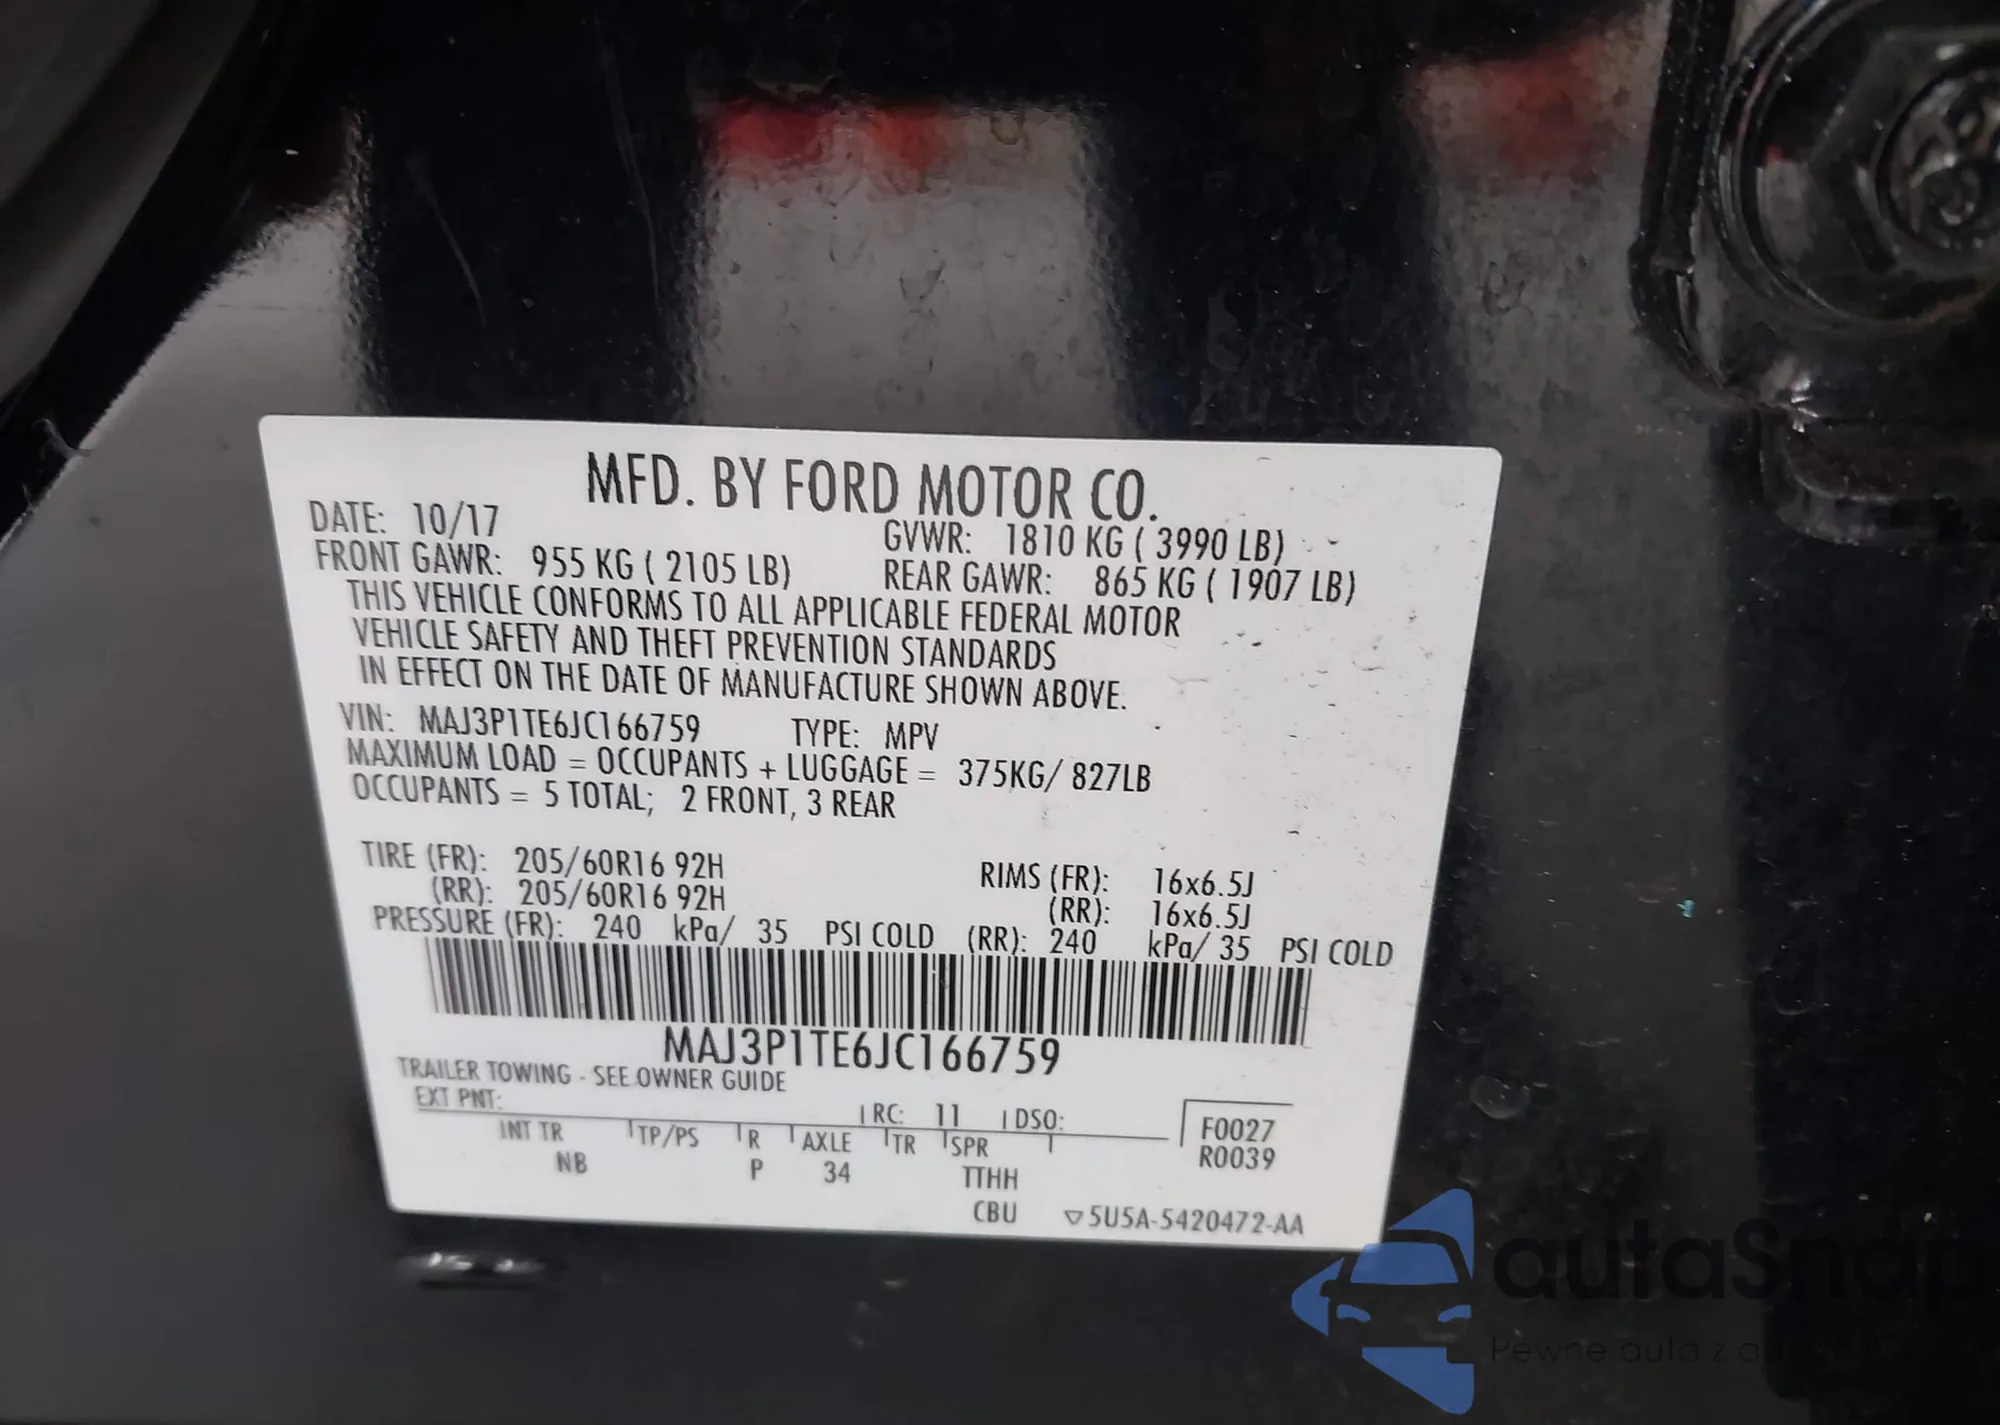 MFD. BY FORD MOTOR CO.
DATE: 10/17 GVWR: 1810 KG ( 3990 LB)
FRONT GAWR: 955 KG ( 2105 LB) REAR GAWR: 865 KG ( 1907 LB)
THIS VEHICLE CONFORMS TO ALL APPLICABLE FEDERAL MOTOR
VEHICLE SAFETY AND THEFT PREVENTION STANDARDS
IN EFFECT ON THE DATE OF MANUFACTURE SHOWN ABOVE.
VIN: MAJ3P1TE6JC166759 TYPE: MPV
MAXIMUM LOAD = OCCUPANTS + LUGGAGE = 375KG/ 827LB
OCCUPANTS = 5 TOTAL; 2 FRONT, 3 REAR
TIRE (FR): 205/60R16 92H RIMS (FR): 16x6.5J
(RR): 205/60R16 92H (RR): 16x6.5J
PRESSURE (FR): 240 kPa/ 35 PSI COLD (RR): 240 kPa/ 35 PSI COLD
MAJ3P1TE6JC166759
TRAILER TOWING - SEE OWNER GUIDE
EXT PNT: RC: 11 DSO: F0027
INT TR TP/PS R AXLE TR SPR R0039
NB P 34 TTHH
CBU ▽5U5A-5420472-AA
autaSnap
Pewne auta z